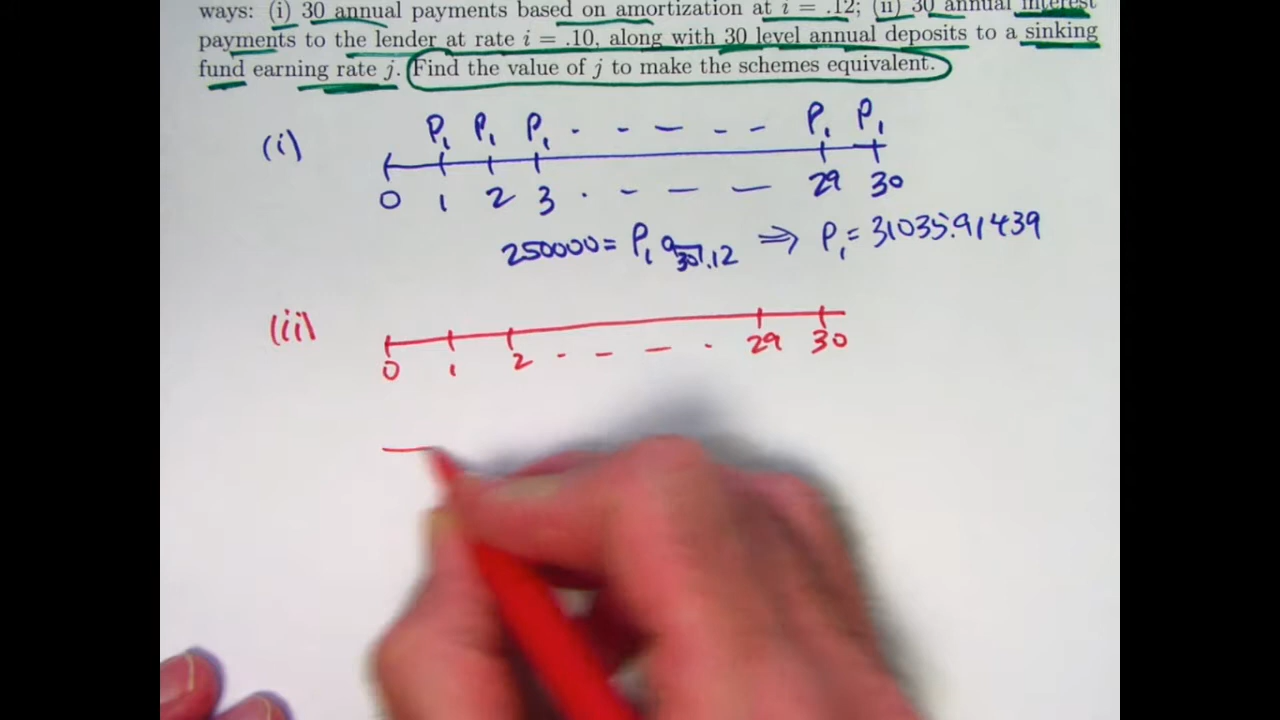 ways: (i) 30 annual payments based on amortization at i = .12; (ii) 30 annual interest
payments to the lender at rate i = .10, along with 30 level annual deposits to a sinking
fund earning rate j. Find the value of j to make the schemes equivalent.
(i) P₁ P₁ P₁ · - - - - P₁ P₁
0 1 2 3 · - - - 29 30
250000 = P₁ a30⌉.12 ⇒ P₁ = 31035.91439
(ii)
0 1 2 · - - · 29 30